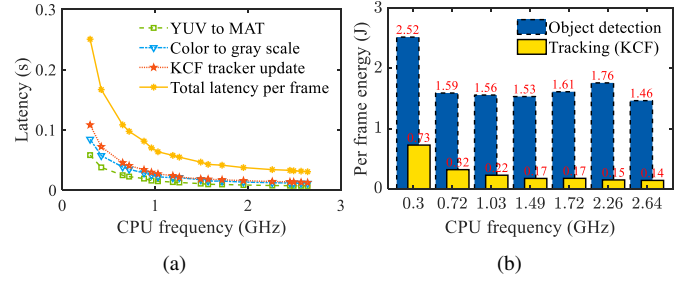 0.3
0.2
0.1
0
Latency (s)
YUV to MAT
Color to gray scale
KCF tracker update
Total latency per frame
0 1 2 3
CPU frequency (GHz)
(a)
3
2
1
0
Per frame energy (J)
Object detection
Tracking (KCF)
2.52 1.59 1.56 1.53 1.61 1.76 1.46
0.73 0.32 0.22 0.17 0.17 0.15 0.14
0.3 0.72 1.03 1.49 1.72 2.26 2.64
CPU frequency (GHz)
(b)